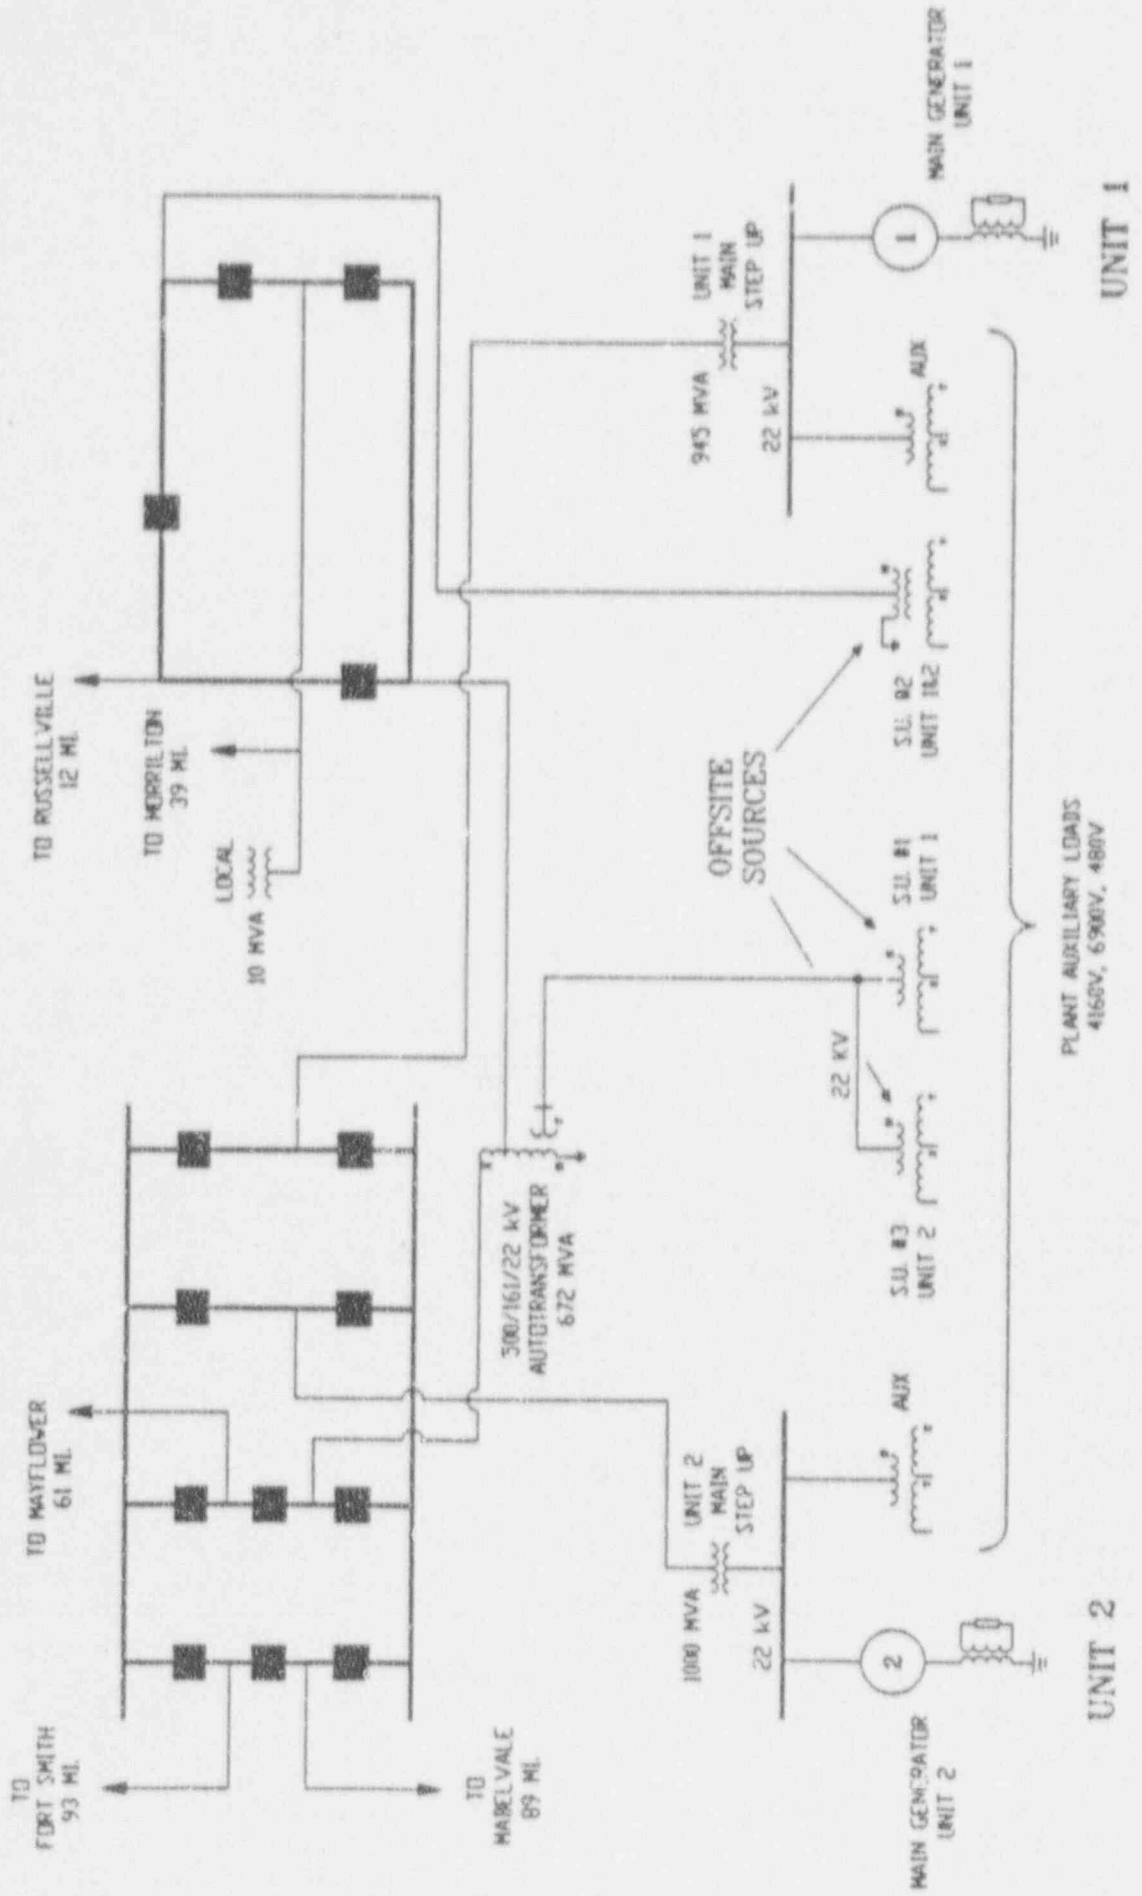 TO
FORT SMITH
93 MI.
TO MAYFLOWER
61 MI.
TO RUSSELLVILLE
12 MI.
TO MORRILTON
39 MI.
LOCAL
10 MVA
TO
MABELVALE
89 MI.
500/161/22 kV
AUTOTRANSFORMER
672 MVA
1000 MVA
UNIT 2
MAIN
STEP UP
22 kV
945 MVA
UNIT 1
MAIN
STEP UP
22 kV
OFFSITE
SOURCES
22 KV
MAIN GENERATOR
UNIT 2
2
AUX
S.U. #3
UNIT 2
S.U. #1
UNIT 1
S.U. #2
UNIT 1&2
AUX
1
MAIN GENERATOR
UNIT 1
PLANT AUXILIARY LOADS
4160V, 6900V, 480V
UNIT 2
UNIT 1